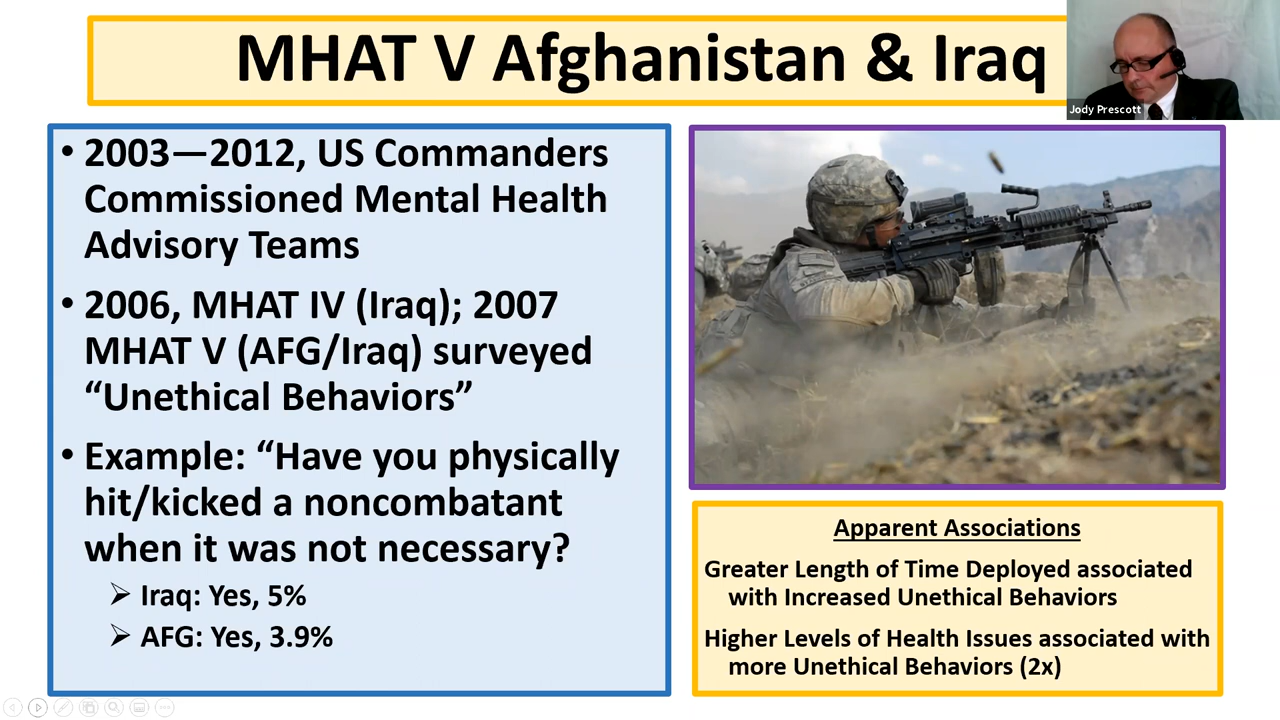 MHAT V Afghanistan & Iraq
Jody Prescott
• 2003—2012, US Commanders
Commissioned Mental Health
Advisory Teams
• 2006, MHAT IV (Iraq); 2007
MHAT V (AFG/Iraq) surveyed
“Unethical Behaviors”
• Example: “Have you physically
hit/kicked a noncombatant
when it was not necessary?
➢ Iraq: Yes, 5%
➢ AFG: Yes, 3.9%
Apparent Associations
Greater Length of Time Deployed associated
with Increased Unethical Behaviors
Higher Levels of Health Issues associated with
more Unethical Behaviors (2x)